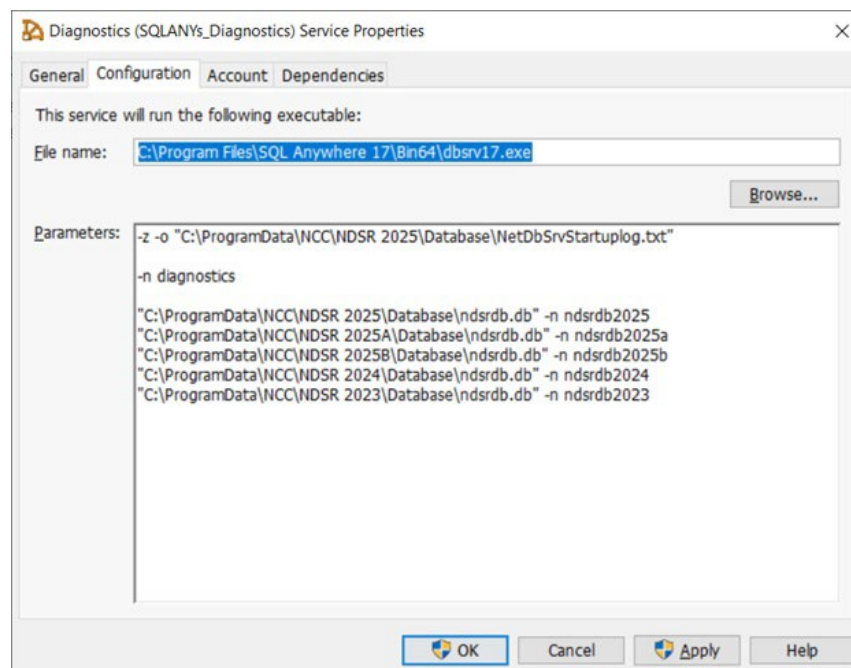 Diagnostics (SQLANYs_Diagnostics) Service Properties
General Configuration Account Dependencies
This service will run the following executable:
File name: C:\Program Files\SQL Anywhere 17\Bin64\dbsrv17.exe
Browse...
Parameters: -z -o "C:\ProgramData\NCC\NDSR 2025\Database\NetDbSrvStartuplog.txt"
-n diagnostics
"C:\ProgramData\NCC\NDSR 2025\Database\ndsrdb.db" -n ndsrdb2025
"C:\ProgramData\NCC\NDSR 2025A\Database\ndsrdb.db" -n ndsrdb2025a
"C:\ProgramData\NCC\NDSR 2025B\Database\ndsrdb.db" -n ndsrdb2025b
"C:\ProgramData\NCC\NDSR 2024\Database\ndsrdb.db" -n ndsrdb2024
"C:\ProgramData\NCC\NDSR 2023\Database\ndsrdb.db" -n ndsrdb2023
OK Cancel Apply Help